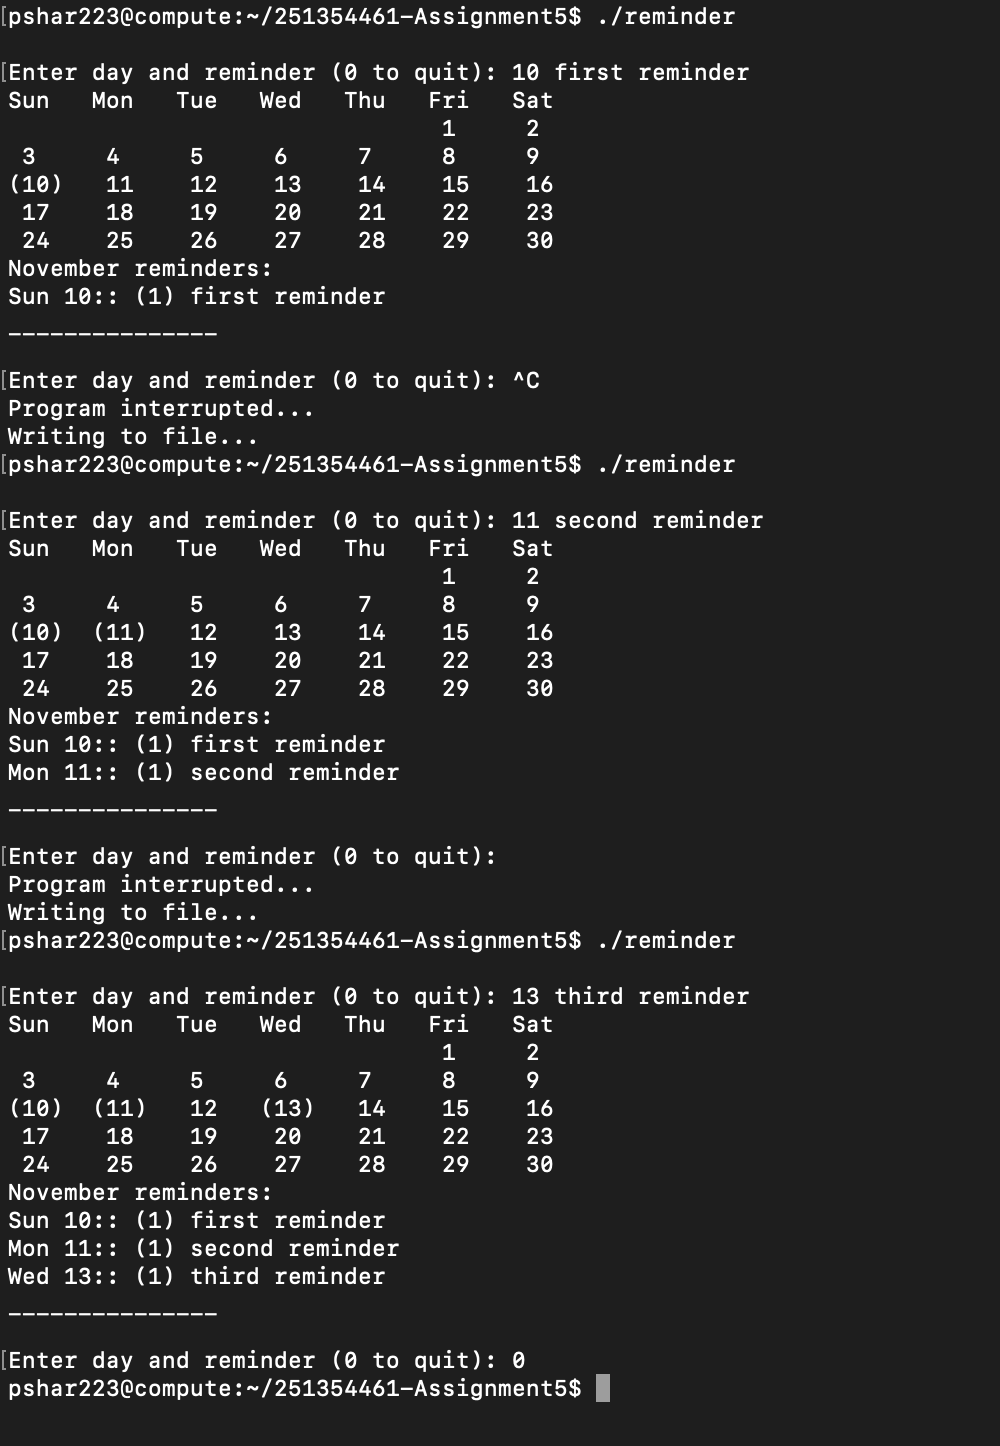 [pshar223@compute:~/251354461-Assignment5$ ./reminder
[Enter day and reminder (0 to quit): 10 first reminder
Sun   Mon   Tue   Wed   Thu   Fri   Sat
                               1     2
 3     4     5     6     7     8     9
(10)   11    12    13    14    15    16
 17    18    19    20    21    22    23
 24    25    26    27    28    29    30
November reminders:
Sun 10:: (1) first reminder
_______________
[Enter day and reminder (0 to quit): ^C
Program interrupted...
Writing to file...
[pshar223@compute:~/251354461-Assignment5$ ./reminder
[Enter day and reminder (0 to quit): 11 second reminder
Sun   Mon   Tue   Wed   Thu   Fri   Sat
                               1     2
 3     4     5     6     7     8     9
(10)  (11)   12    13    14    15    16
 17    18    19    20    21    22    23
 24    25    26    27    28    29    30
November reminders:
Sun 10:: (1) first reminder
Mon 11:: (1) second reminder
_______________
[Enter day and reminder (0 to quit):
Program interrupted...
Writing to file...
[pshar223@compute:~/251354461-Assignment5$ ./reminder
[Enter day and reminder (0 to quit): 13 third reminder
Sun   Mon   Tue   Wed   Thu   Fri   Sat
                               1     2
 3     4     5     6     7     8     9
(10)  (11)   12   (13)   14    15    16
 17    18    19    20    21    22    23
 24    25    26    27    28    29    30
November reminders:
Sun 10:: (1) first reminder
Mon 11:: (1) second reminder
Wed 13:: (1) third reminder
_______________
[Enter day and reminder (0 to quit): 0
pshar223@compute:~/251354461-Assignment5$